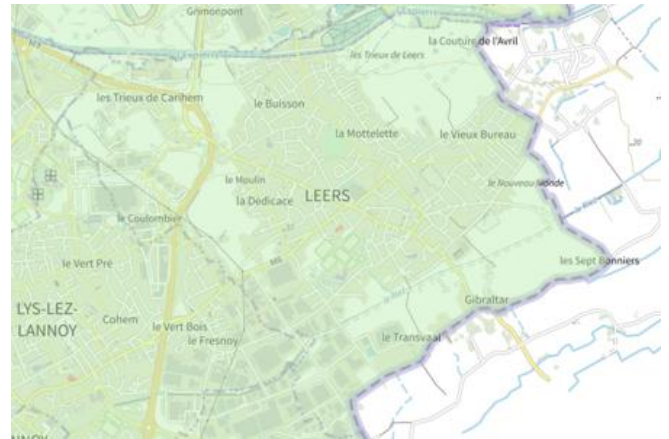 Grimonpont
la Couture de l'Avril
les Trieux de Leers
les Trieux de Carihem
le Buisson
la Mottelette
le Vieux Bureau
20
le Moulin
la Dédicace
LEERS
le Nouveau Monde
le Coulombier
le Vert Pré
les Sept Bonniers
LYS-LEZ-
LANNOY
Cohem
le Vert Bois
le Fresnoy
Gibraltar
le Transvaal